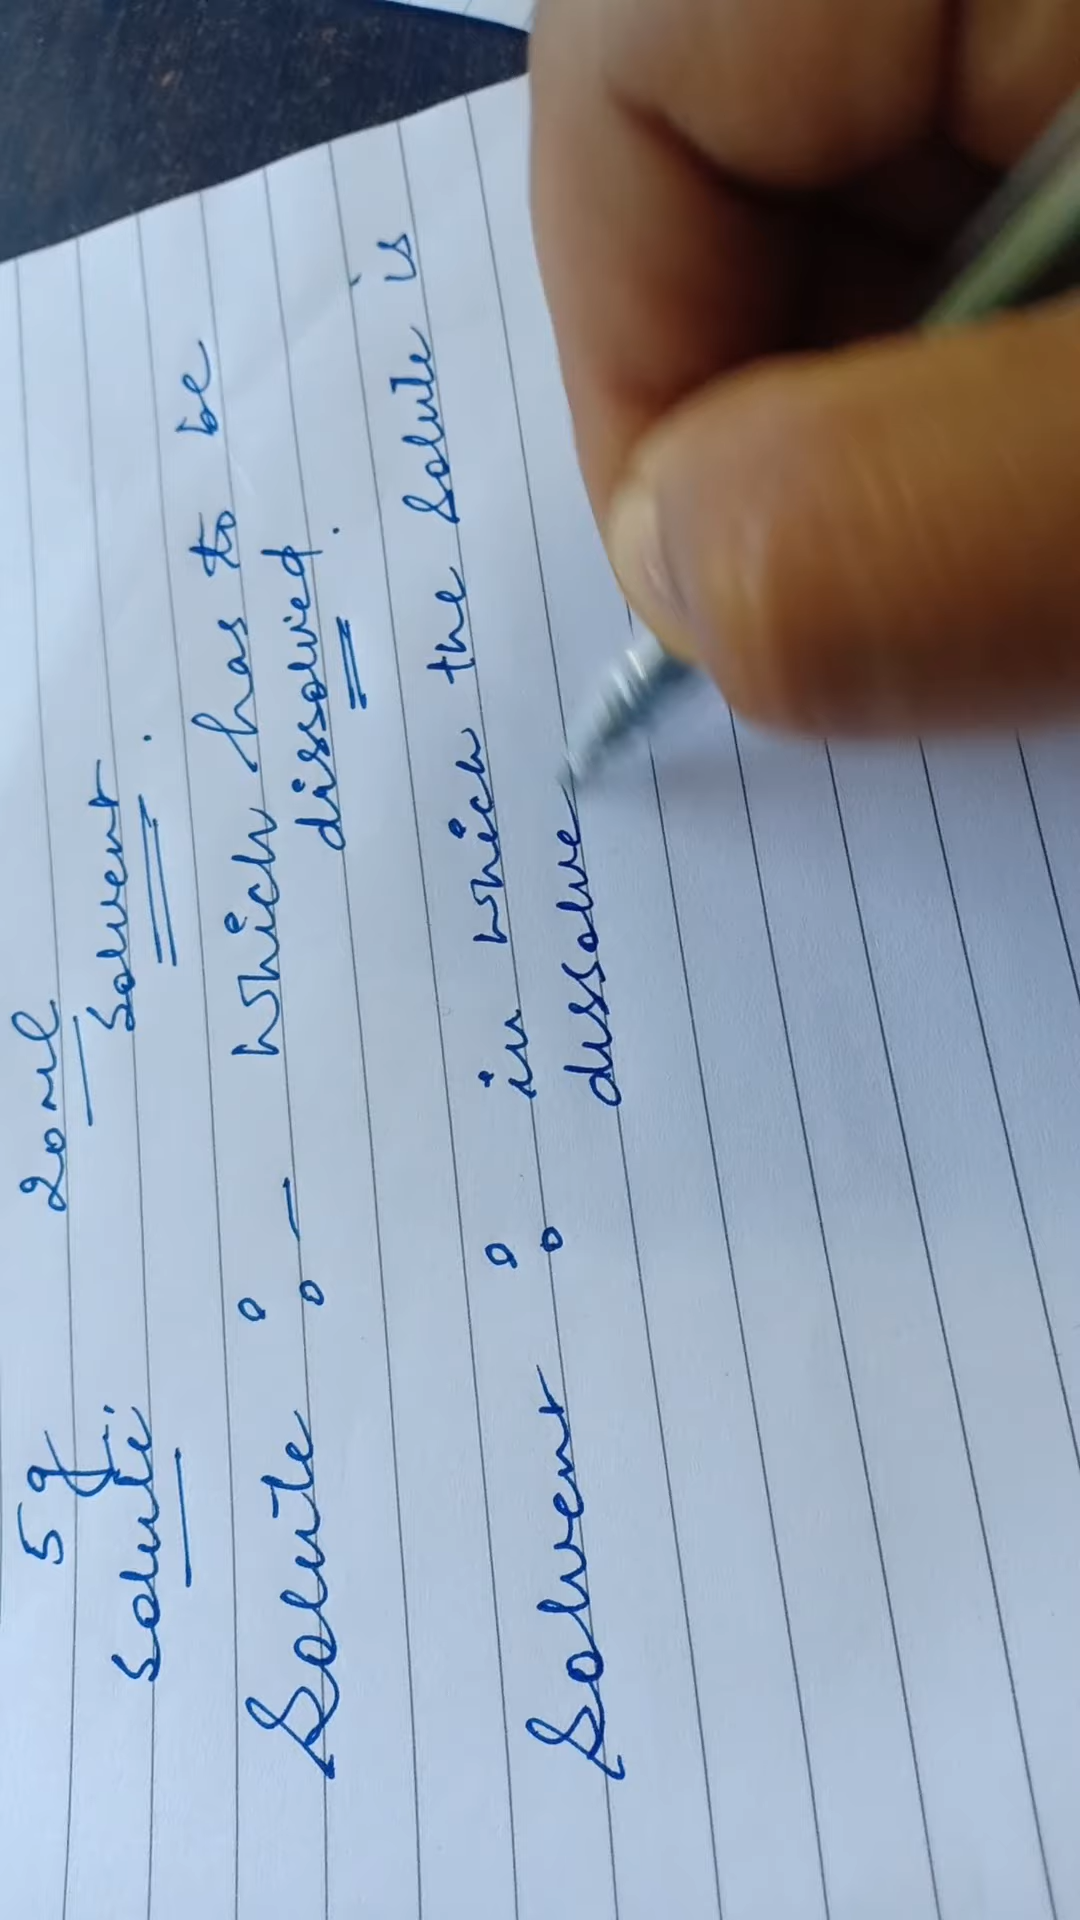 5g 20ml
solute. solvent.
Solute :- which has to be
dissolved.
Solvent : in which the solute is
dissolve